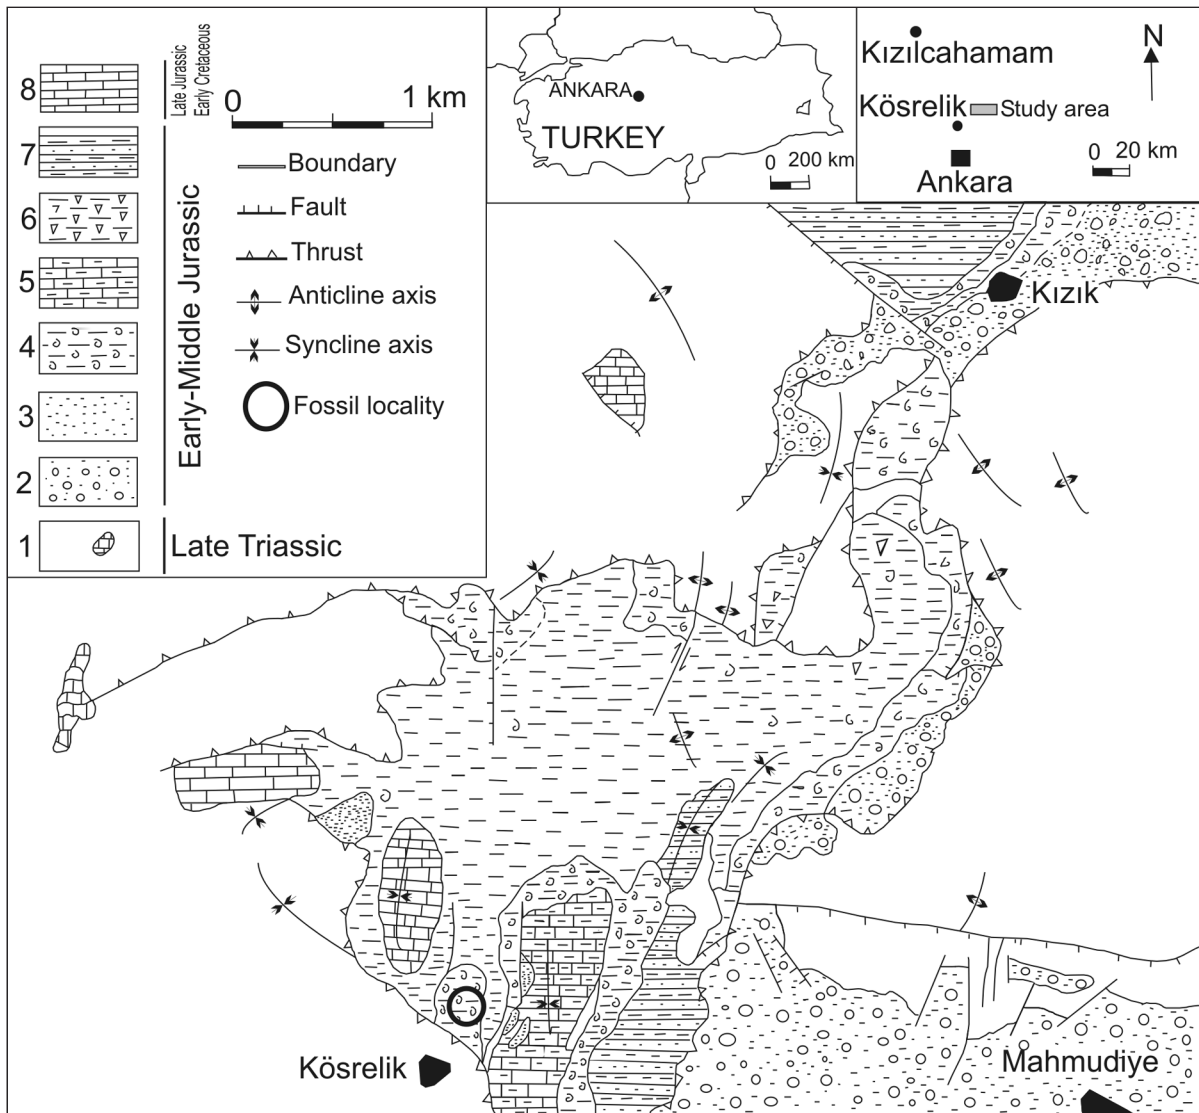 8
7
6
5
4
3
2
1
Late Jurassic
Early Cretaceous
Early-Middle Jurassic
Late Triassic
0 1 km
Boundary
Fault
Thrust
Anticline axis
Syncline axis
Fossil locality
ANKARA
TURKEY
0 200 km
Kızılcahamam
N
Kösrelik
Study area
0 20 km
Ankara
Kızık
Kösrelik
Mahmudiye